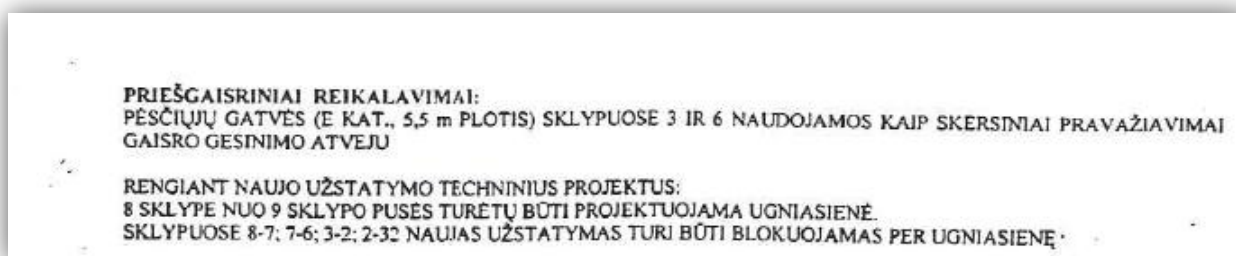 PRIEŠGAISRINIAI REIKALAVIMAI:
PĖSČIŲJŲ GATVĖS (E KAT., 5,5 m PLOTIS) SKLYPUOSE 3 IR 6 NAUDOJAMOS KAIP SKERSINIAI PRAVAŽIAVIMAI
GAISRO GESINIMO ATVEJU
RENGIANT NAUJO UŽSTATYMO TECHNINIUS PROJEKTUS:
8 SKLYPE NUO 9 SKLYPO PUSĖS TURĖTŲ BŪTI PROJEKTUOJAMA UGNIASIENĖ.
SKLYPUOSE 8-7; 7-6; 3-2; 2-32 NAUJAS UŽSTATYMAS TURI BŪTI BLOKUOJAMAS PER UGNIASIENĘ